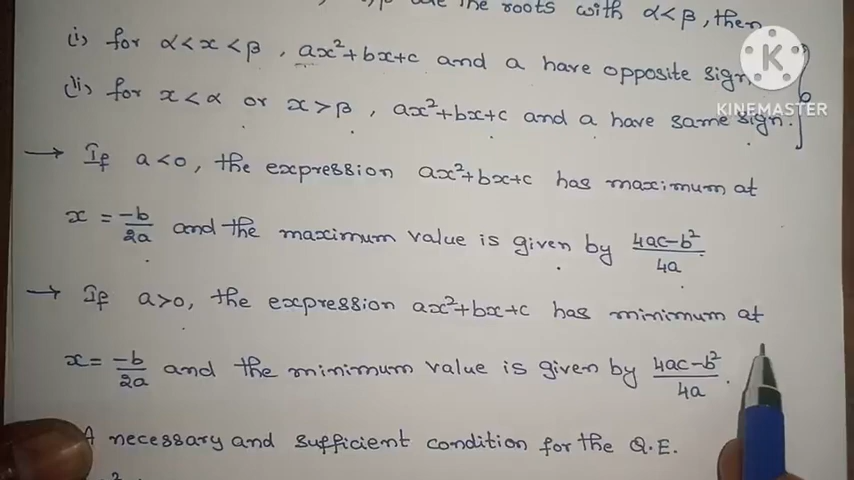 the roots with α<β, then
(i) for α<x<β, ax²+bx+c and a have opposite sign
(ii) for x<α or x>β, ax²+bx+c and a have same sign.
→ If a<0, the expression ax²+bx+c has maximum at
x = -b/2a and the maximum value is given by 4ac-b²/4a
→ If a>0, the expression ax²+bx+c has minimum at
x = -b/2a and the minimum value is given by 4ac-b²/4a.
A necessary and sufficient condition for the Q.E.
K
KINEMASTER